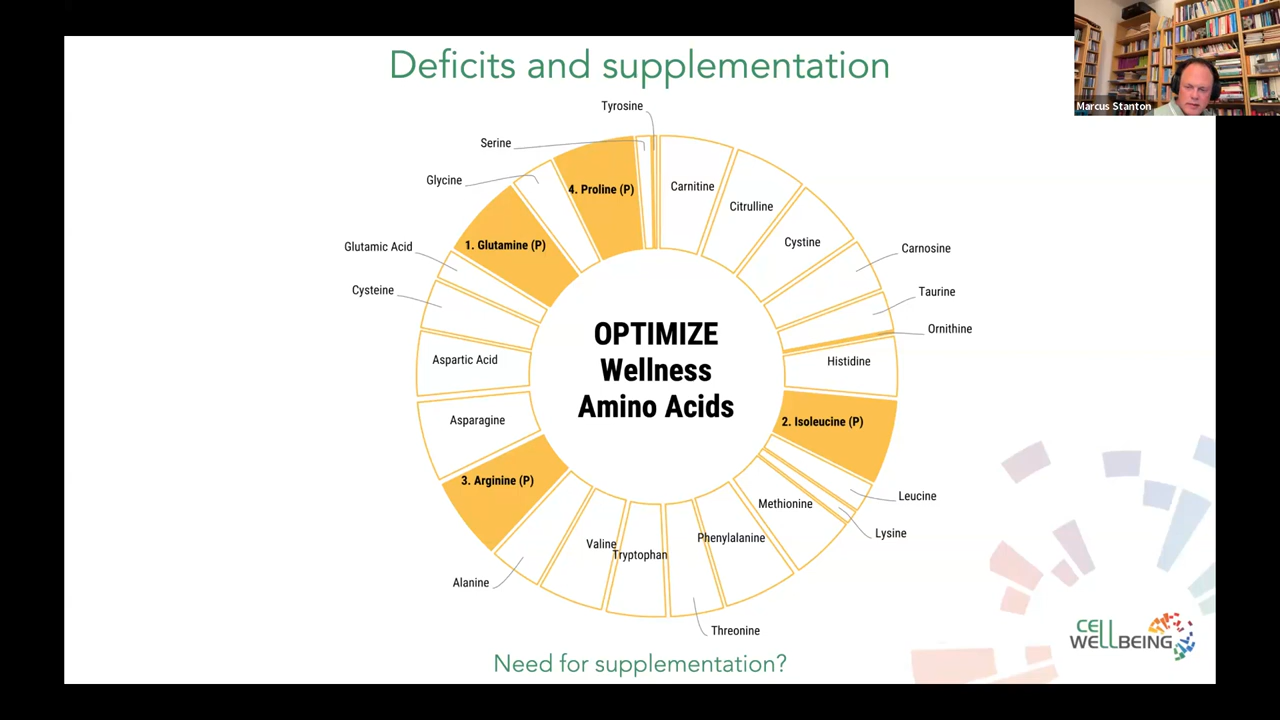 Deficits and supplementation
Marcus Stanton
Tyrosine
Serine
Glycine
4. Proline (P)
1. Glutamine (P)
Glutamic Acid
Cysteine
Aspartic Acid
Asparagine
3. Arginine (P)
Alanine
Valine
Tryptophan
Threonine
Phenylalanine
Methionine
Lysine
Leucine
2. Isoleucine (P)
Histidine
Ornithine
Taurine
Carnosine
Cystine
Citrulline
Carnitine
OPTIMIZE
Wellness
Amino Acids
Need for supplementation?
CELL
WELLBEING